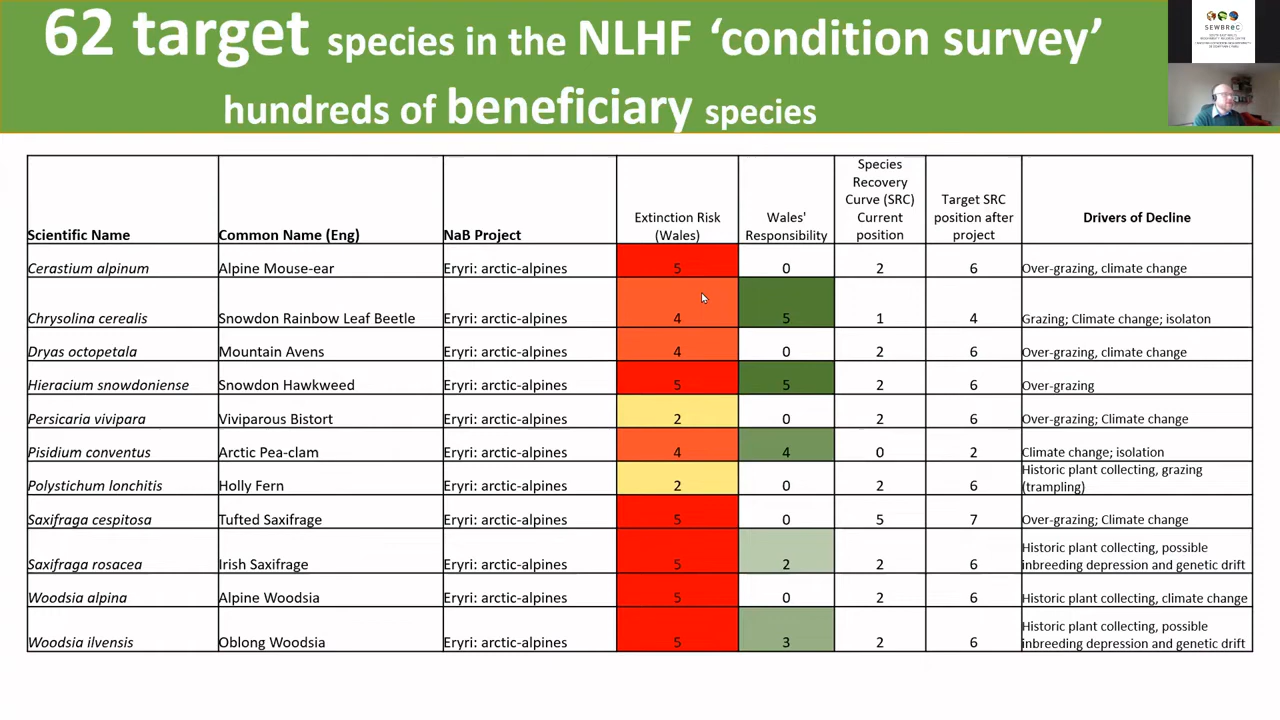 62 target species in the NLHF ‘condition survey’
hundreds of beneficiary species
SEWBReC
Scientific Name Common Name (Eng) NaB Project Extinction Risk (Wales) Wales' Responsibility Species Recovery Curve (SRC) Current position Target SRC position after project Drivers of Decline
Cerastium alpinum Alpine Mouse-ear Eryri: arctic-alpines 5 0 2 6 Over-grazing, climate change
Chrysolina cerealis Snowdon Rainbow Leaf Beetle Eryri: arctic-alpines 4 5 1 4 Grazing; Climate change; isolaton
Dryas octopetala Mountain Avens Eryri: arctic-alpines 4 0 2 6 Over-grazing, climate change
Hieracium snowdoniense Snowdon Hawkweed Eryri: arctic-alpines 5 5 2 6 Over-grazing
Persicaria vivipara Viviparous Bistort Eryri: arctic-alpines 2 0 2 6 Over-grazing; Climate change
Pisidium conventus Arctic Pea-clam Eryri: arctic-alpines 4 4 0 2 Climate change; isolation
Polystichum lonchitis Holly Fern Eryri: arctic-alpines 2 0 2 6 Historic plant collecting, grazing (trampling)
Saxifraga cespitosa Tufted Saxifrage Eryri: arctic-alpines 5 0 5 7 Over-grazing; Climate change
Saxifraga rosacea Irish Saxifrage Eryri: arctic-alpines 5 2 2 6 Historic plant collecting, possible inbreeding depression and genetic drift
Woodsia alpina Alpine Woodsia Eryri: arctic-alpines 5 0 2 6 Historic plant collecting, climate change
Woodsia ilvensis Oblong Woodsia Eryri: arctic-alpines 5 3 2 6 Historic plant collecting, possible inbreeding depression and genetic drift